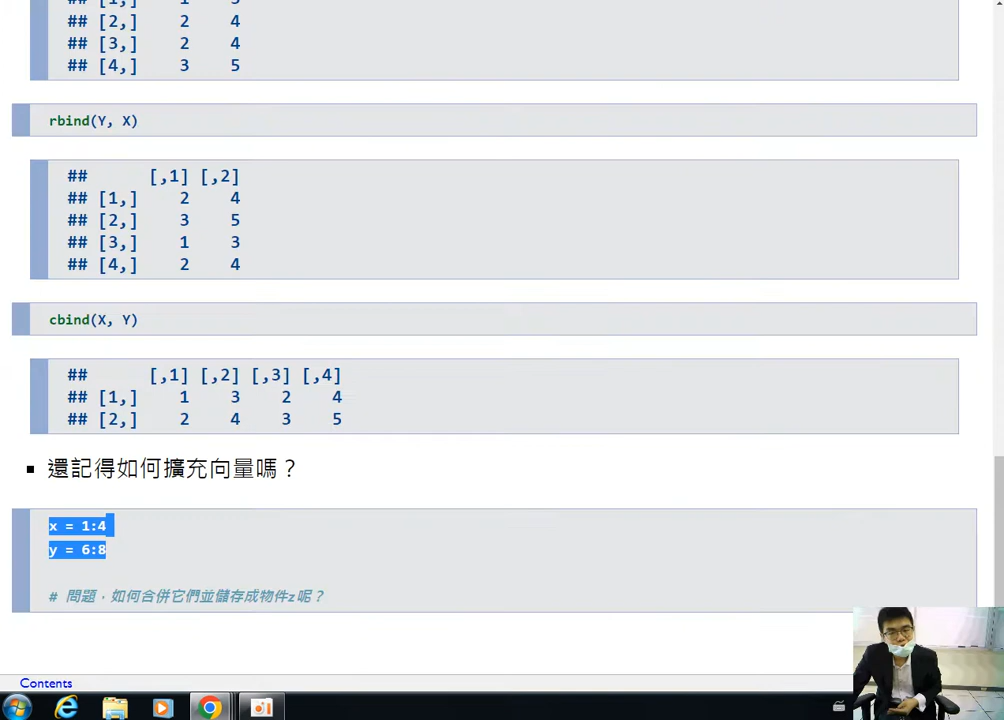 ## [1,] 1 3
## [2,] 2 4
## [3,] 2 4
## [4,] 3 5
rbind(Y, X)
## [,1] [,2]
## [1,] 2 4
## [2,] 3 5
## [3,] 1 3
## [4,] 2 4
cbind(X, Y)
## [,1] [,2] [,3] [,4]
## [1,] 1 3 2 4
## [2,] 2 4 3 5
▪ 還記得如何擴充向量嗎？
x = 1:4
y = 6:8
# 問題，如何合併它們並儲存成物件z呢？
Contents